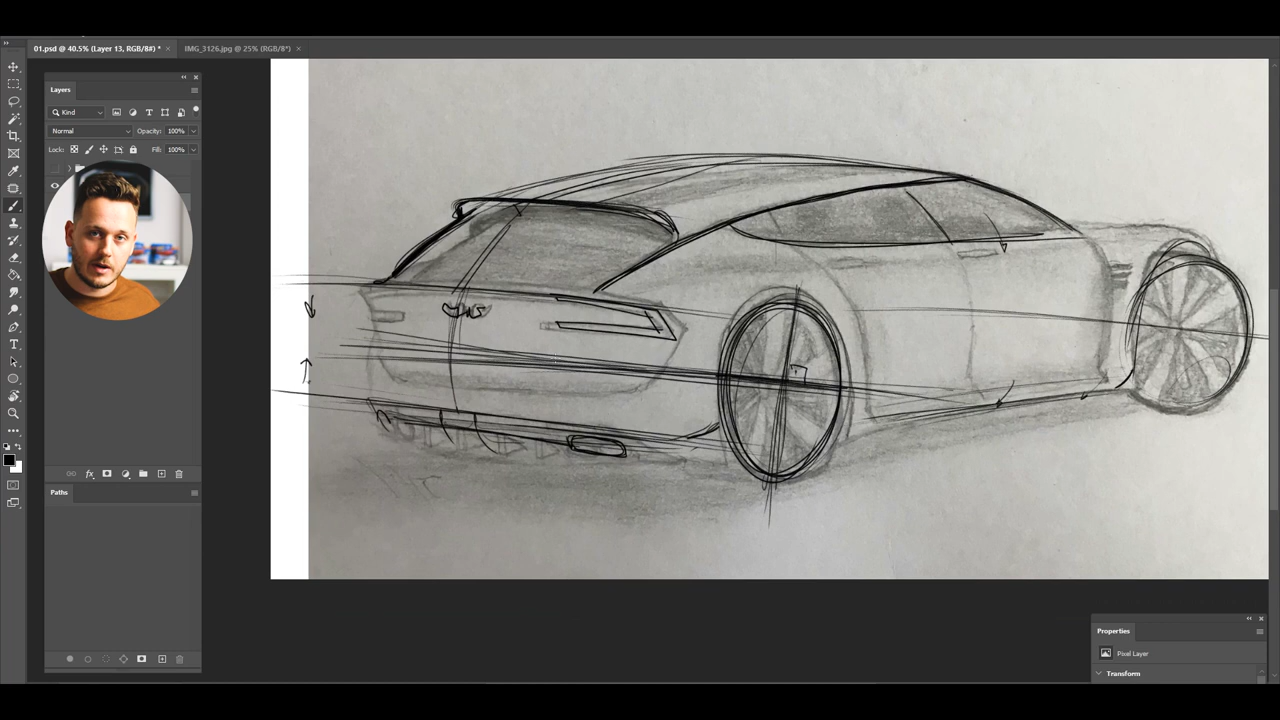 01.psd @ 40.5% (Layer 13, RGB/8#) *
IMG_3126.jpg @ 25% (RGB/8*)
Layers
Kind
Normal
Opacity: 100%
Lock:
Fill: 100%
Paths
Properties
Pixel Layer
Transform